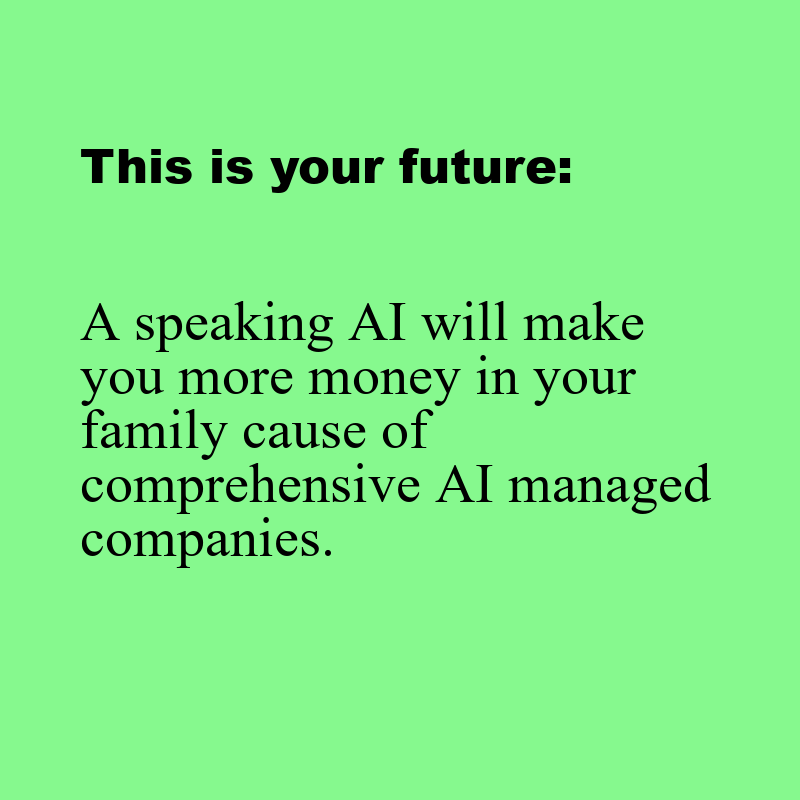 This is your future:
A speaking AI will make
you more money in your
family cause of
comprehensive AI managed
companies.